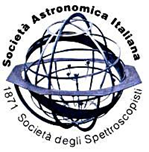 Società Astronomica Italiana
1871 Società degli Spettroscopisti